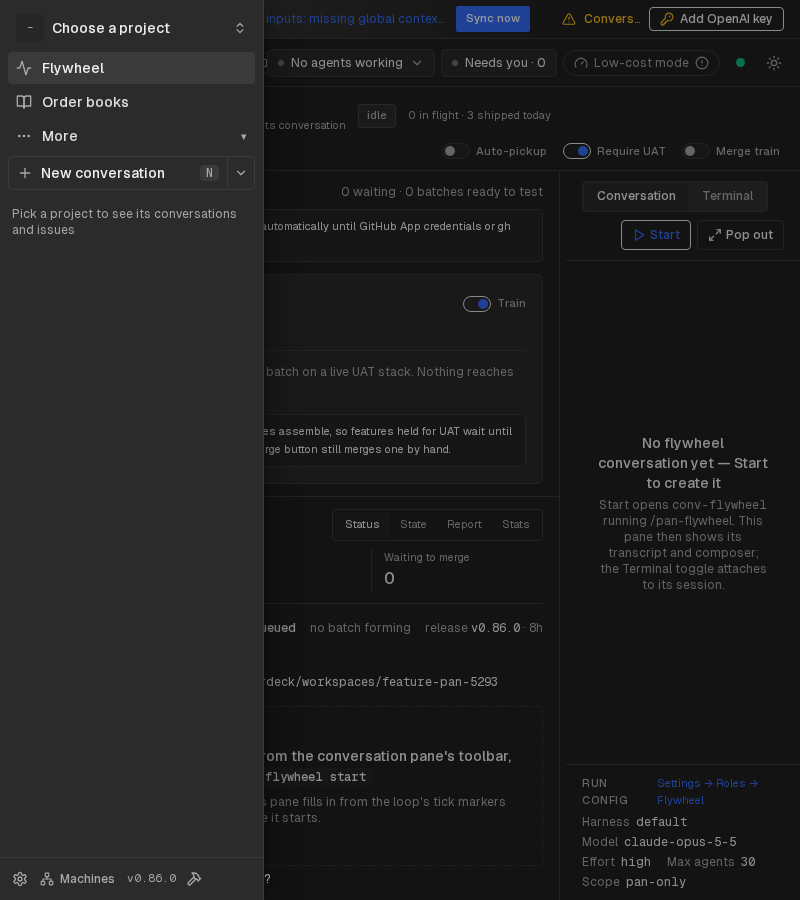 - Choose a project
Flywheel
Order books
More
New conversation N
Pick a project to see its conversations
and issues
Machines v0.86.0
inputs: missing global contex... Sync now Convers... Add OpenAI key
No agents working Needs you · 0 Low-cost mode
ts conversation idle 0 in flight · 3 shipped today
Auto-pickup Require UAT Merge train
0 waiting · 0 batches ready to test
automatically until GitHub App credentials or gh
Train
batch on a live UAT stack. Nothing reaches
es assemble, so features held for UAT wait until
rge button still merges one by hand.
Status State Report Stats
Waiting to merge
0
ueued no batch forming release v0.86.0 · 8h
rdeck/workspaces/feature-pan-5293
rom the conversation pane's toolbar,
flywheel start
s pane fills in from the loop's tick markers
e it starts.
?
Conversation Terminal
Start Pop out
No flywheel
conversation yet — Start
to create it
Start opens conv-flywheel
running /pan-flywheel. This
pane then shows its
transcript and composer;
the Terminal toggle attaches
to its session.
RUN
CONFIG
Settings → Roles →
Flywheel
Harness default
Model claude-opus-5-5
Effort high Max agents 30
Scope pan-only